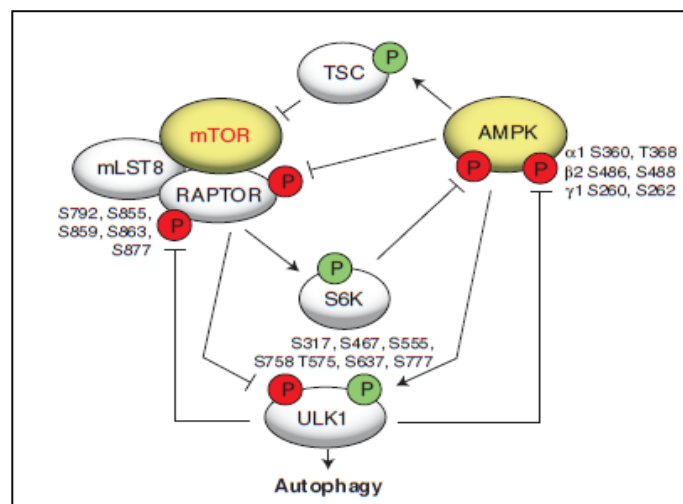 TSC
P
mTOR
AMPK
mLST8
P
P
P
α1 S360, T368
β2 S486, S488
γ1 S260, S262
RAPTOR
S792, S855,
S859, S863,
S877
P
P
S6K
S317, S467, S555,
S758 T575, S637, S777
P
P
ULK1
Autophagy